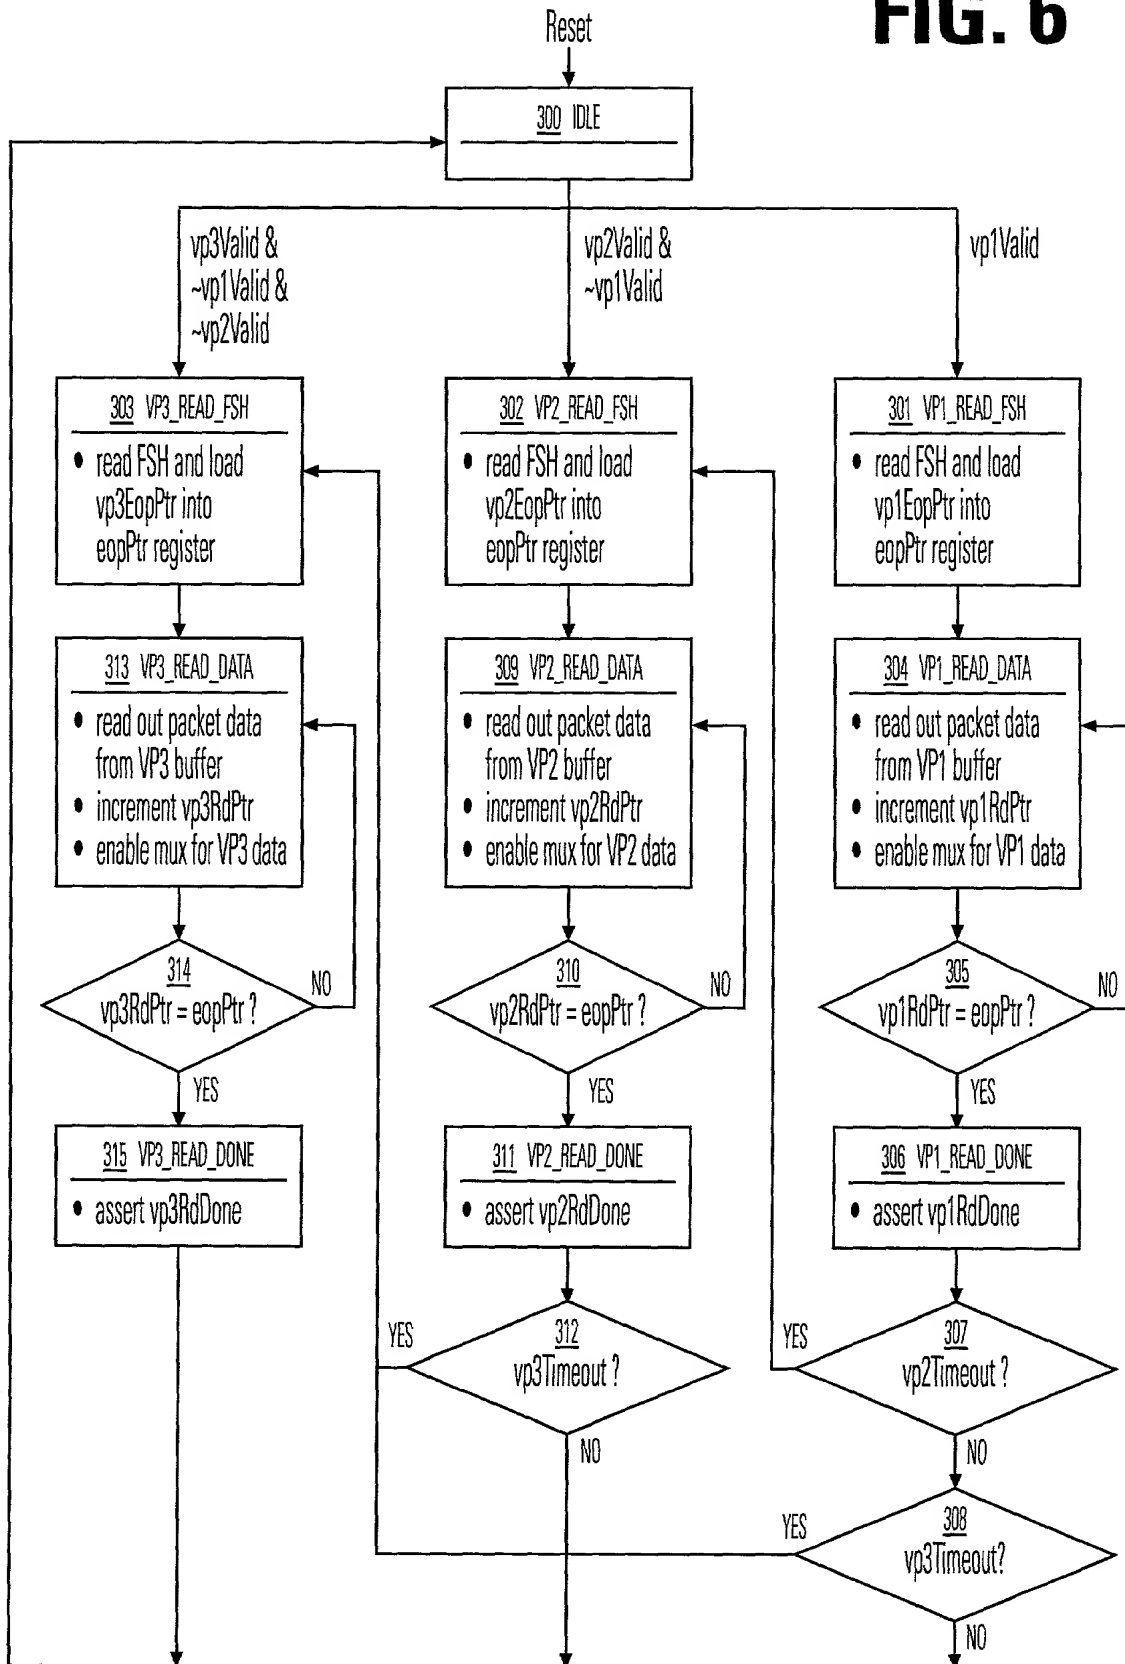 FIG. 6
Reset
300 IDLE
vp3Valid &
~vp1Valid &
~vp2Valid
vp2Valid &
~vp1Valid
vp1Valid
303 VP3_READ_FSH
• read FSH and load
vp3EopPtr into
eopPtr register
302 VP2_READ_FSH
• read FSH and load
vp2EopPtr into
eopPtr register
301 VP1_READ_FSH
• read FSH and load
vp1EopPtr into
eopPtr register
313 VP3_READ_DATA
• read out packet data
from VP3 buffer
• increment vp3RdPtr
• enable mux for VP3 data
309 VP2_READ_DATA
• read out packet data
from VP2 buffer
• increment vp2RdPtr
• enable mux for VP2 data
304 VP1_READ_DATA
• read out packet data
from VP1 buffer
• increment vp1RdPtr
• enable mux for VP1 data
314
vp3RdPtr = eopPtr ?
NO
YES
310
vp2RdPtr = eopPtr ?
NO
YES
305
vp1RdPtr = eopPtr ?
NO
YES
315 VP3_READ_DONE
• assert vp3RdDone
311 VP2_READ_DONE
• assert vp2RdDone
306 VP1_READ_DONE
• assert vp1RdDone
YES
312
vp3Timeout ?
NO
YES
307
vp2Timeout ?
NO
YES
308
vp3Timeout?
NO